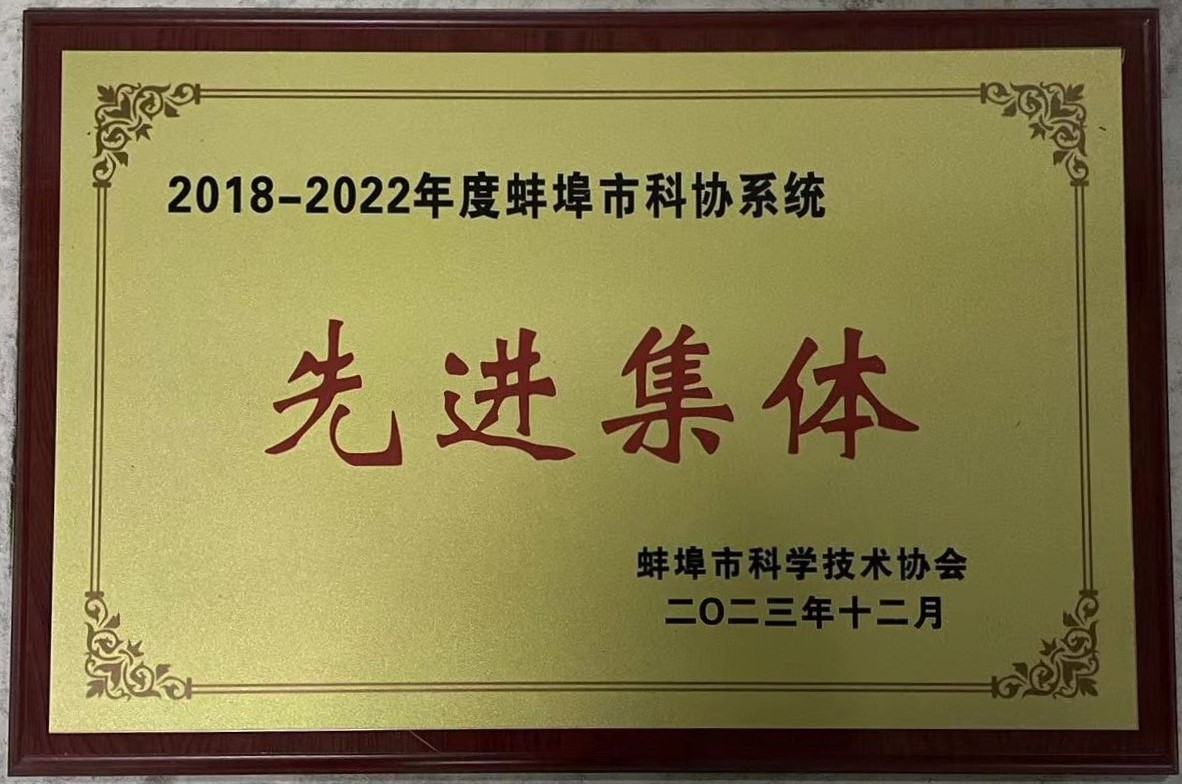 2018-2022年度蚌埠市科协系统
先进集体
蚌埠市科学技术协会
二〇二三年十二月